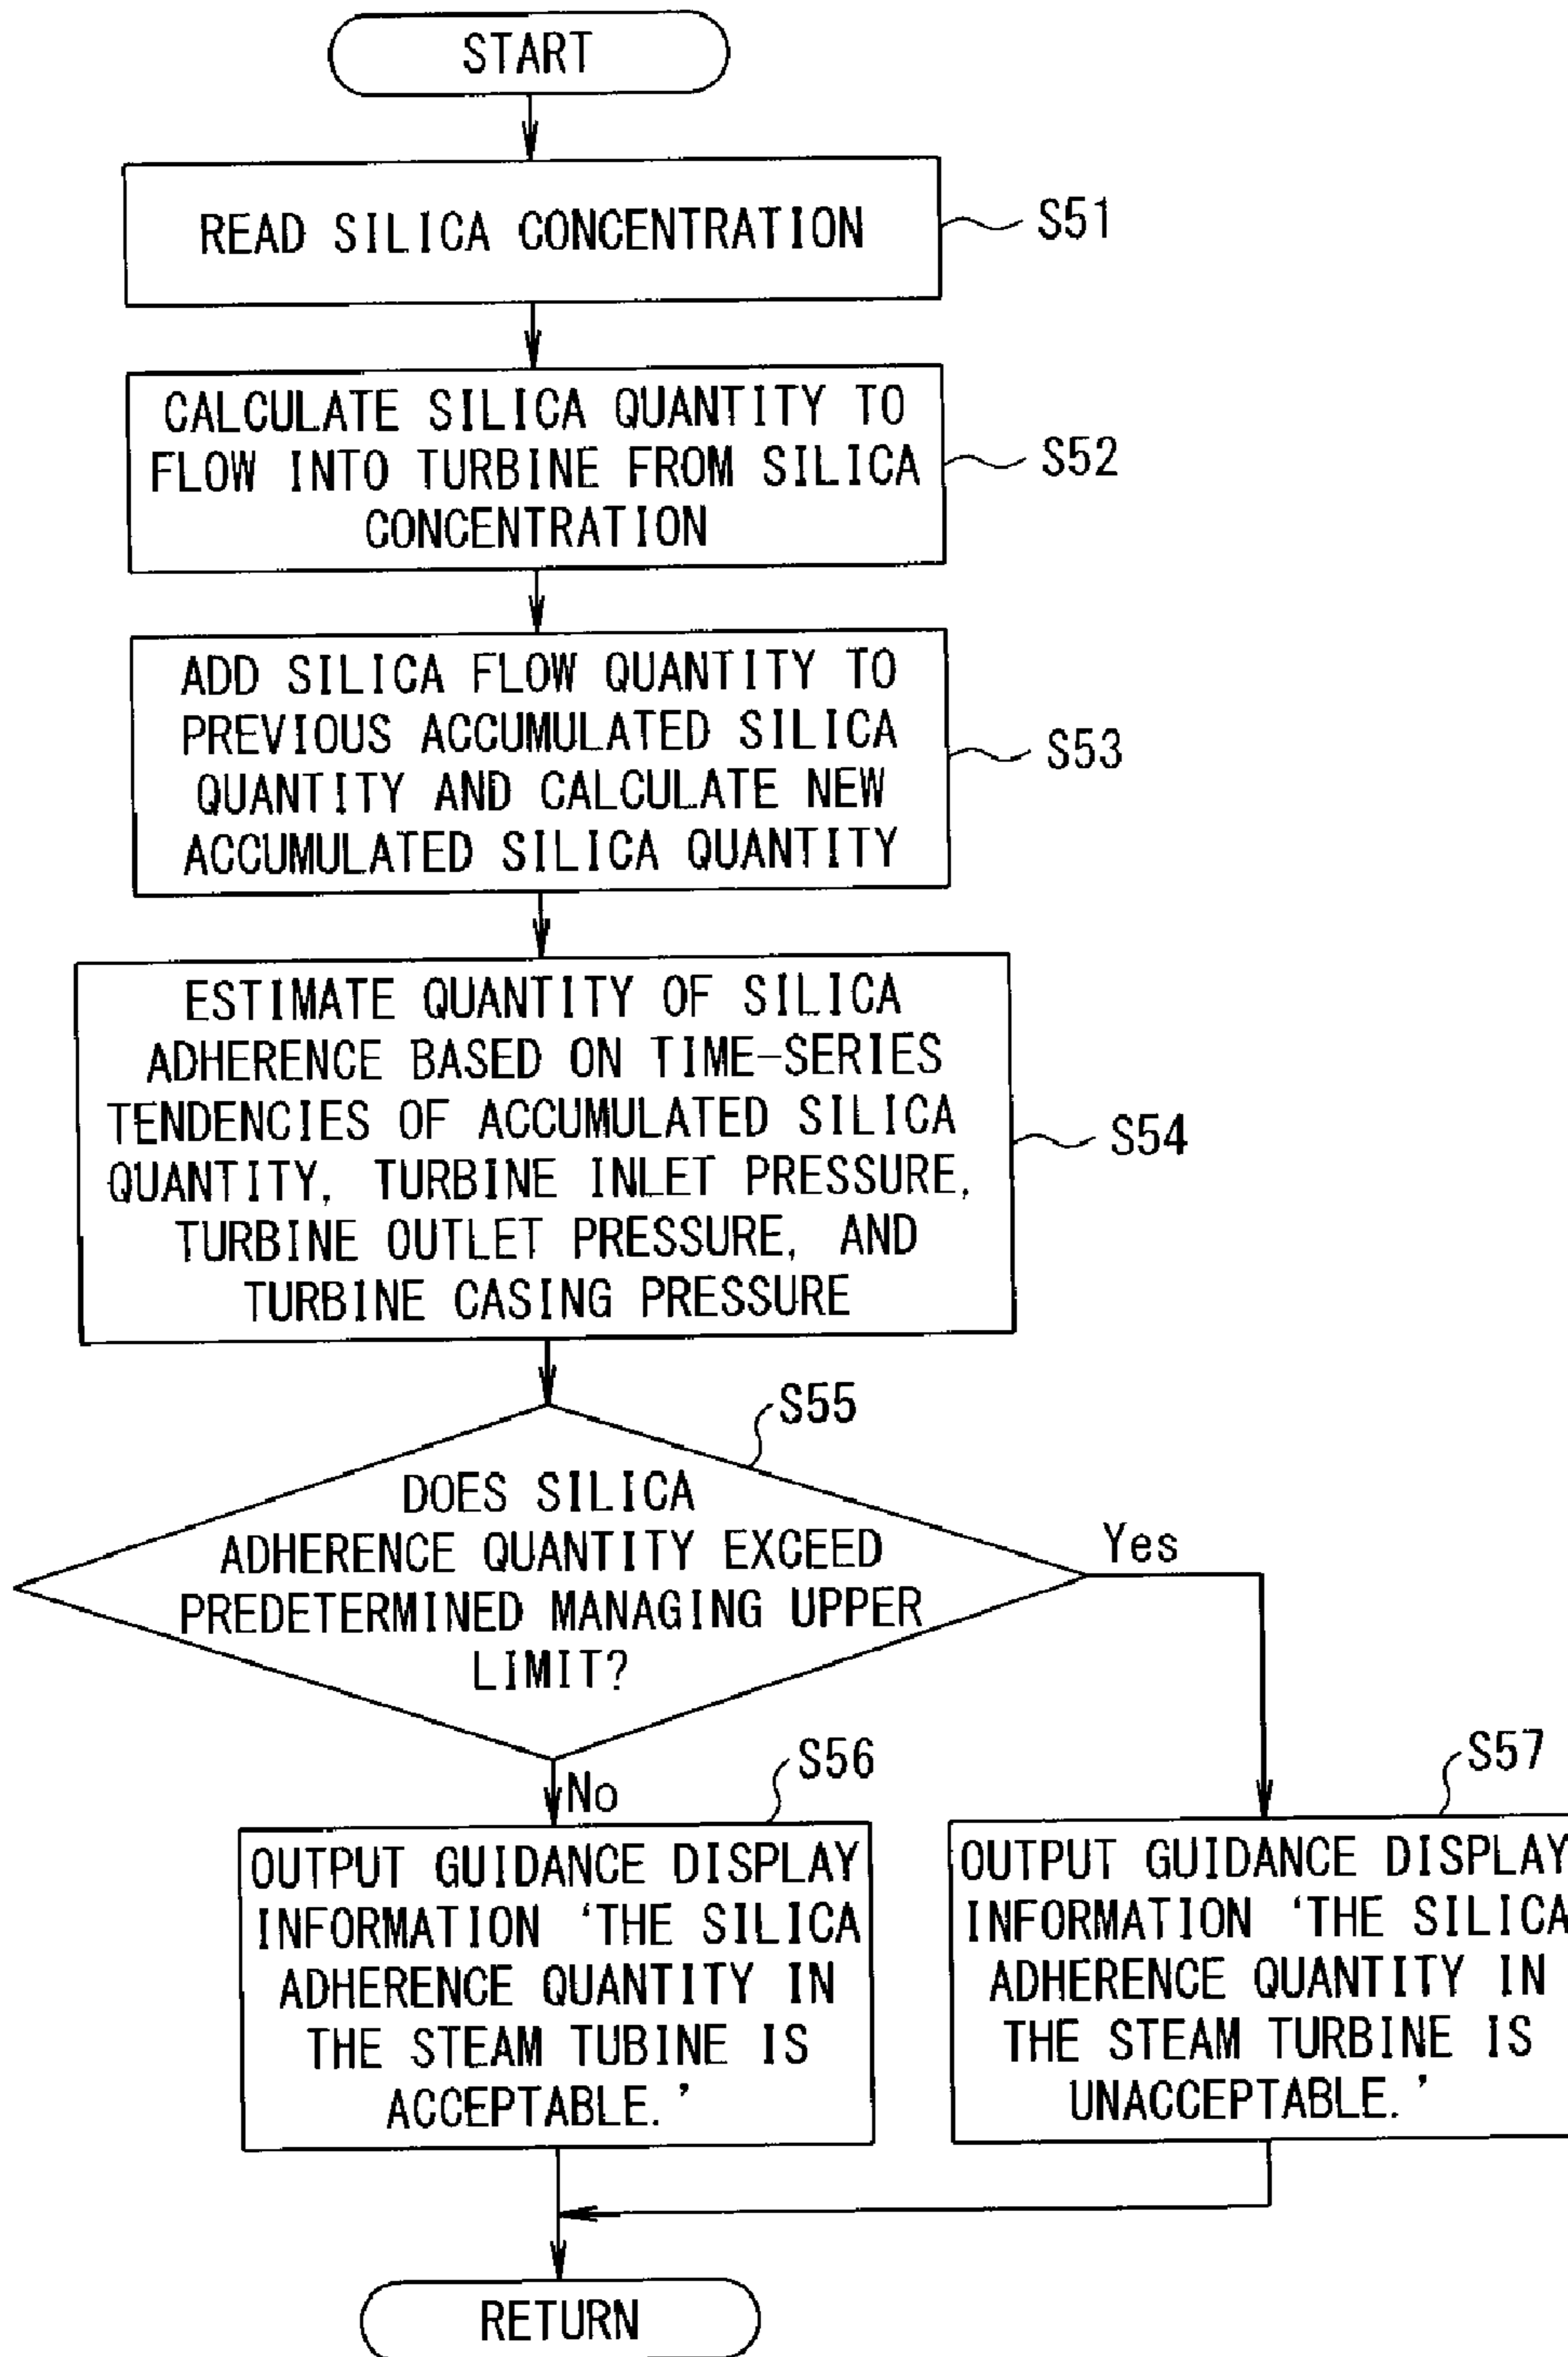 START
READ SILICA CONCENTRATION
S51
CALCULATE SILICA QUANTITY TO
FLOW INTO TURBINE FROM SILICA
CONCENTRATION
S52
ADD SILICA FLOW QUANTITY TO
PREVIOUS ACCUMULATED SILICA
QUANTITY AND CALCULATE NEW
ACCUMULATED SILICA QUANTITY
S53
ESTIMATE QUANTITY OF SILICA
ADHERENCE BASED ON TIME-SERIES
TENDENCIES OF ACCUMULATED SILICA
QUANTITY, TURBINE INLET PRESSURE,
TURBINE OUTLET PRESSURE, AND
TURBINE CASING PRESSURE
S54
S55
DOES SILICA
ADHERENCE QUANTITY EXCEED
PREDETERMINED MANAGING UPPER
LIMIT?
Yes
No
S56
OUTPUT GUIDANCE DISPLAY
INFORMATION ‘THE SILICA
ADHERENCE QUANTITY IN
THE STEAM TUBINE IS
ACCEPTABLE.’
S57
OUTPUT GUIDANCE DISPLAY
INFORMATION ‘THE SILICA
ADHERENCE QUANTITY IN
THE STEAM TURBINE IS
UNACCEPTABLE.’
RETURN